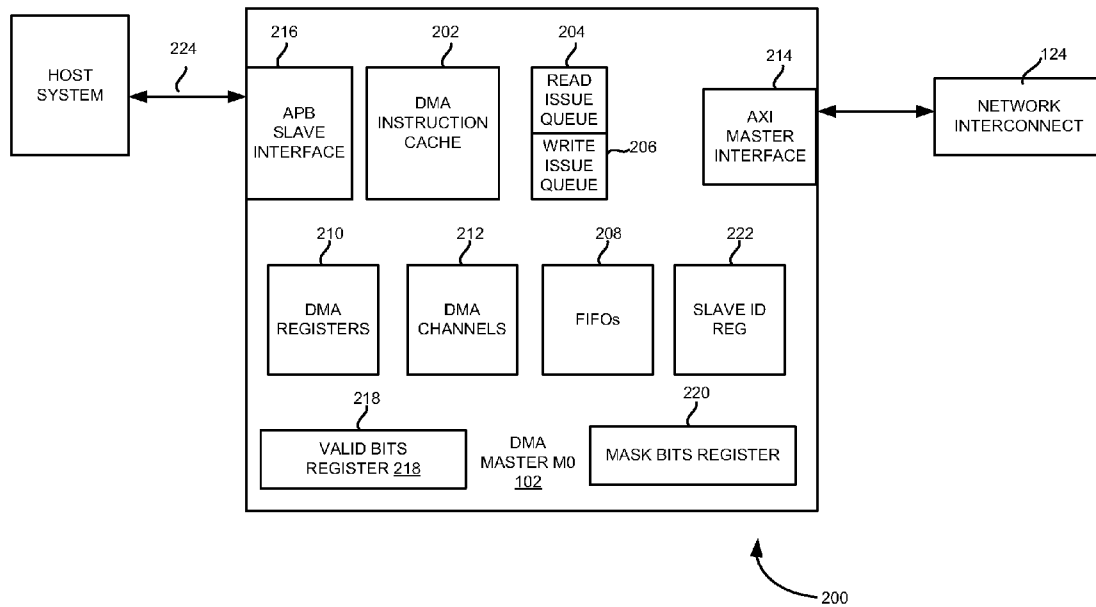 216
202
204
124
224
214
HOST
SYSTEM
APB
SLAVE
INTERFACE
DMA
INSTRUCTION
CACHE
READ
ISSUE
QUEUE
WRITE
ISSUE
QUEUE
206
AXI
MASTER
INTERFACE
NETWORK
INTERCONNECT
210
212
208
222
DMA
REGISTERS
DMA
CHANNELS
FIFOs
SLAVE ID
REG
218
220
VALID BITS
REGISTER 218
DMA
MASTER M0
102
MASK BITS REGISTER
200